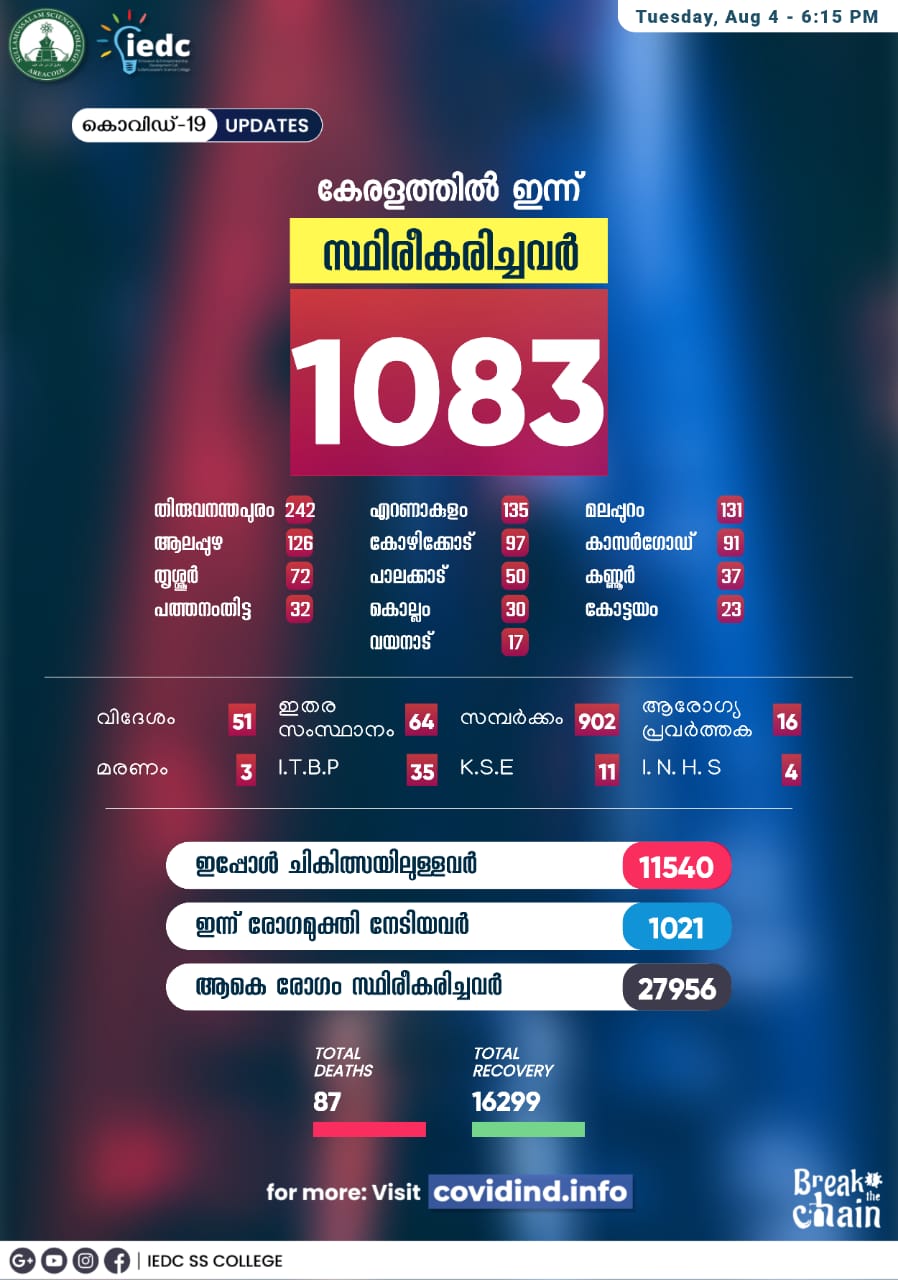 Tuesday, Aug 4 - 6:15 PM
SULLAMUSSALAM SCIENCE COLLEGE
AREACODE
iedc
കൊവിഡ്-19 UPDATES
കേരളത്തിൽ ഇന്ന്
സ്ഥിരീകരിച്ചവർ
1083
തിരുവനന്തപുരം 242 എറണാകുളം 135 മലപ്പുറം 131
ആലപ്പുഴ 126 കോഴിക്കോട് 97 കാസർഗോഡ് 91
തൃശ്ശൂർ 72 പാലക്കാട് 50 കണ്ണൂർ 37
പത്തനംതിട്ട 32 കൊല്ലം 30 കോട്ടയം 23
വയനാട് 17
വിദേശം 51 ഇതര സംസ്ഥാനം 64 സമ്പർക്കം 902 ആരോഗ്യ പ്രവർത്തക 16
മരണം 3 I.T.B.P 35 K.S.E 11 I. N. H. S 4
ഇപ്പോൾ ചികിത്സയിലുള്ളവർ 11540
ഇന്ന് രോഗമുക്തി നേടിയവർ 1021
ആകെ രോഗം സ്ഥിരീകരിച്ചവർ 27956
TOTAL DEATHS TOTAL RECOVERY
87 16299
for more: Visit covidind.info
Break the chain
IEDC SS COLLEGE